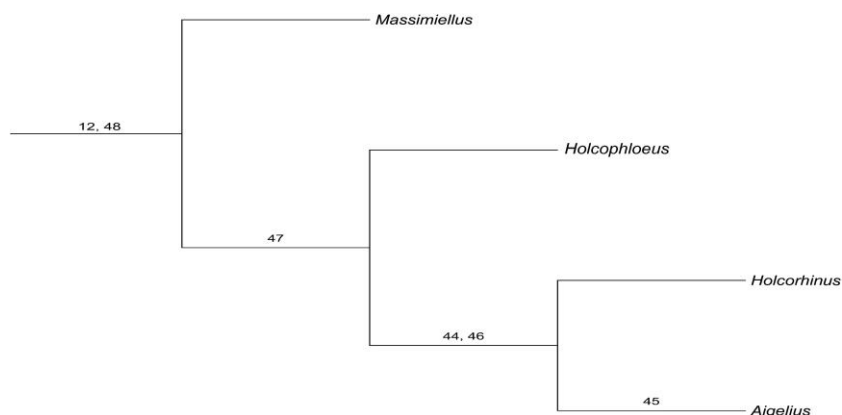 Massimiellus
12, 48
Holcophloeus
47
Holcorhinus
44, 46
45
Aigelius